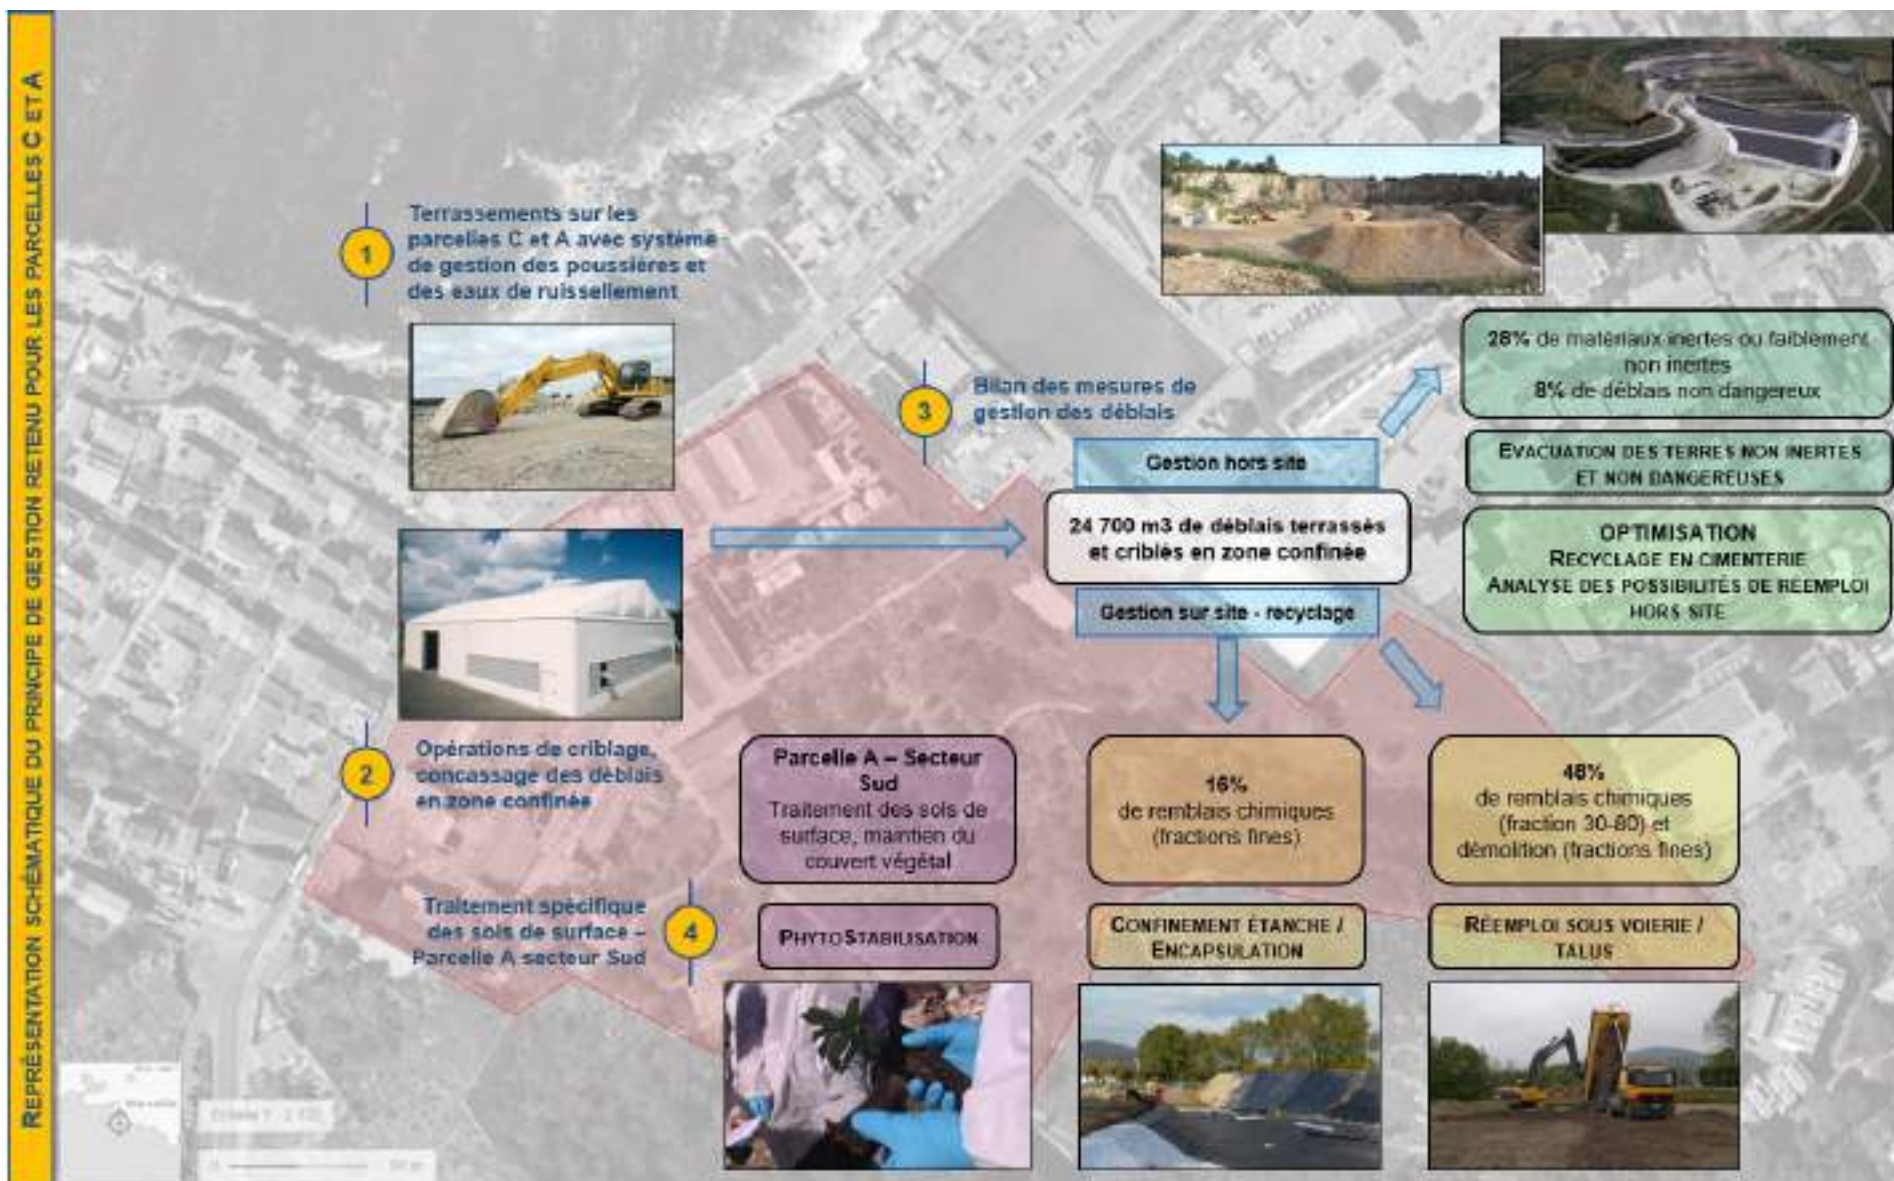 REPRÉSENTATION SCHÉMATIQUE DU PRINCIPE DE GESTION RETENU POUR LES PARCELLES C ET A
1
Terrassements sur les
parcelles C et A avec système
de gestion des poussières et
des eaux de ruissellement
2
Opérations de criblage,
concassage des déblais
en zone confinée
3
Bilan des mesures de
gestion des déblais
Gestion hors site
24 700 m3 de déblais terrassés
et criblés en zone confinée
Gestion sur site - recyclage
28% de matériaux inertes ou faiblement
non inertes
8% de déblais non dangereux
EVACUATION DES TERRES NON INERTES
ET NON DANGEREUSES
OPTIMISATION
RECYCLAGE EN CIMENTERIE
ANALYSE DES POSSIBILITÉS DE RÉEMPLOI
HORS SITE
4
Traitement spécifique
des sols de surface –
Parcelle A secteur Sud
Parcelle A – Secteur
Sud
Traitement des sols de
surface, maintien du
couvert végétal
PHYTOSTABILISATION
16%
de remblais chimiques
(fractions fines)
CONFINEMENT ÉTANCHE /
ENCAPSULATION
48%
de remblais chimiques
(fraction 30-80) et
démolition (fractions fines)
RÉEMPLOI SOUS VOIERIE /
TALUS